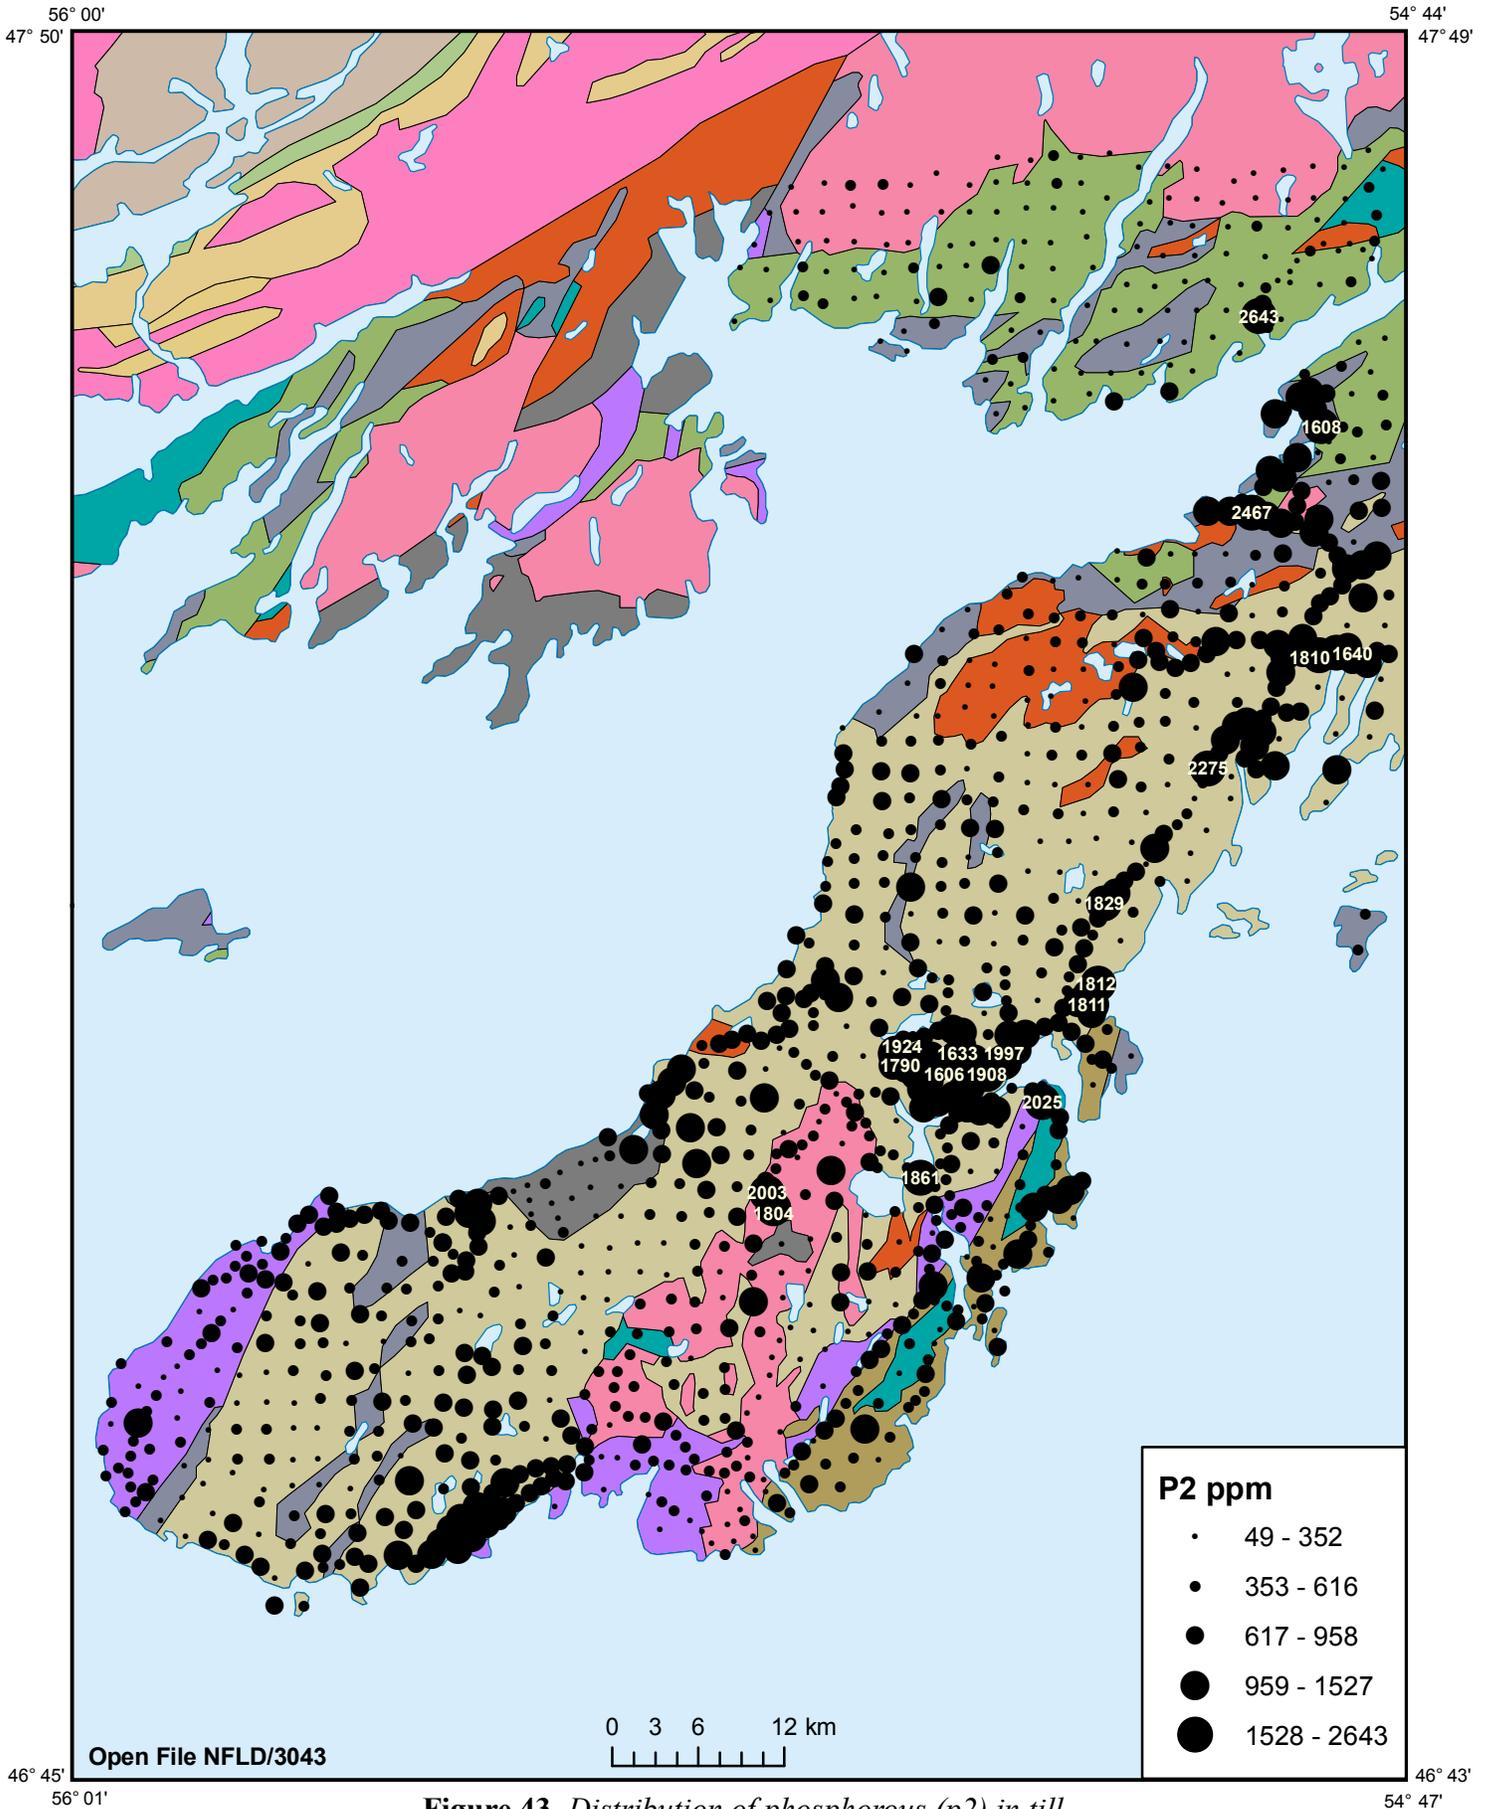 56° 00'
54° 44'
47° 50'
47° 49'
2643
1608
2467
1810 1640
2275
1829
1812
1811
1924 1633 1997
1790 1606 1908
2025
1861
2003
1804
P2 ppm
49 - 352
353 - 616
617 - 958
959 - 1527
1528 - 2643
0 3 6 12 km
Open File NFLD/3043
46° 45'
46° 43'
56° 01'
54° 47'
Figure 43. Distribution of phosphorous (p2) in till